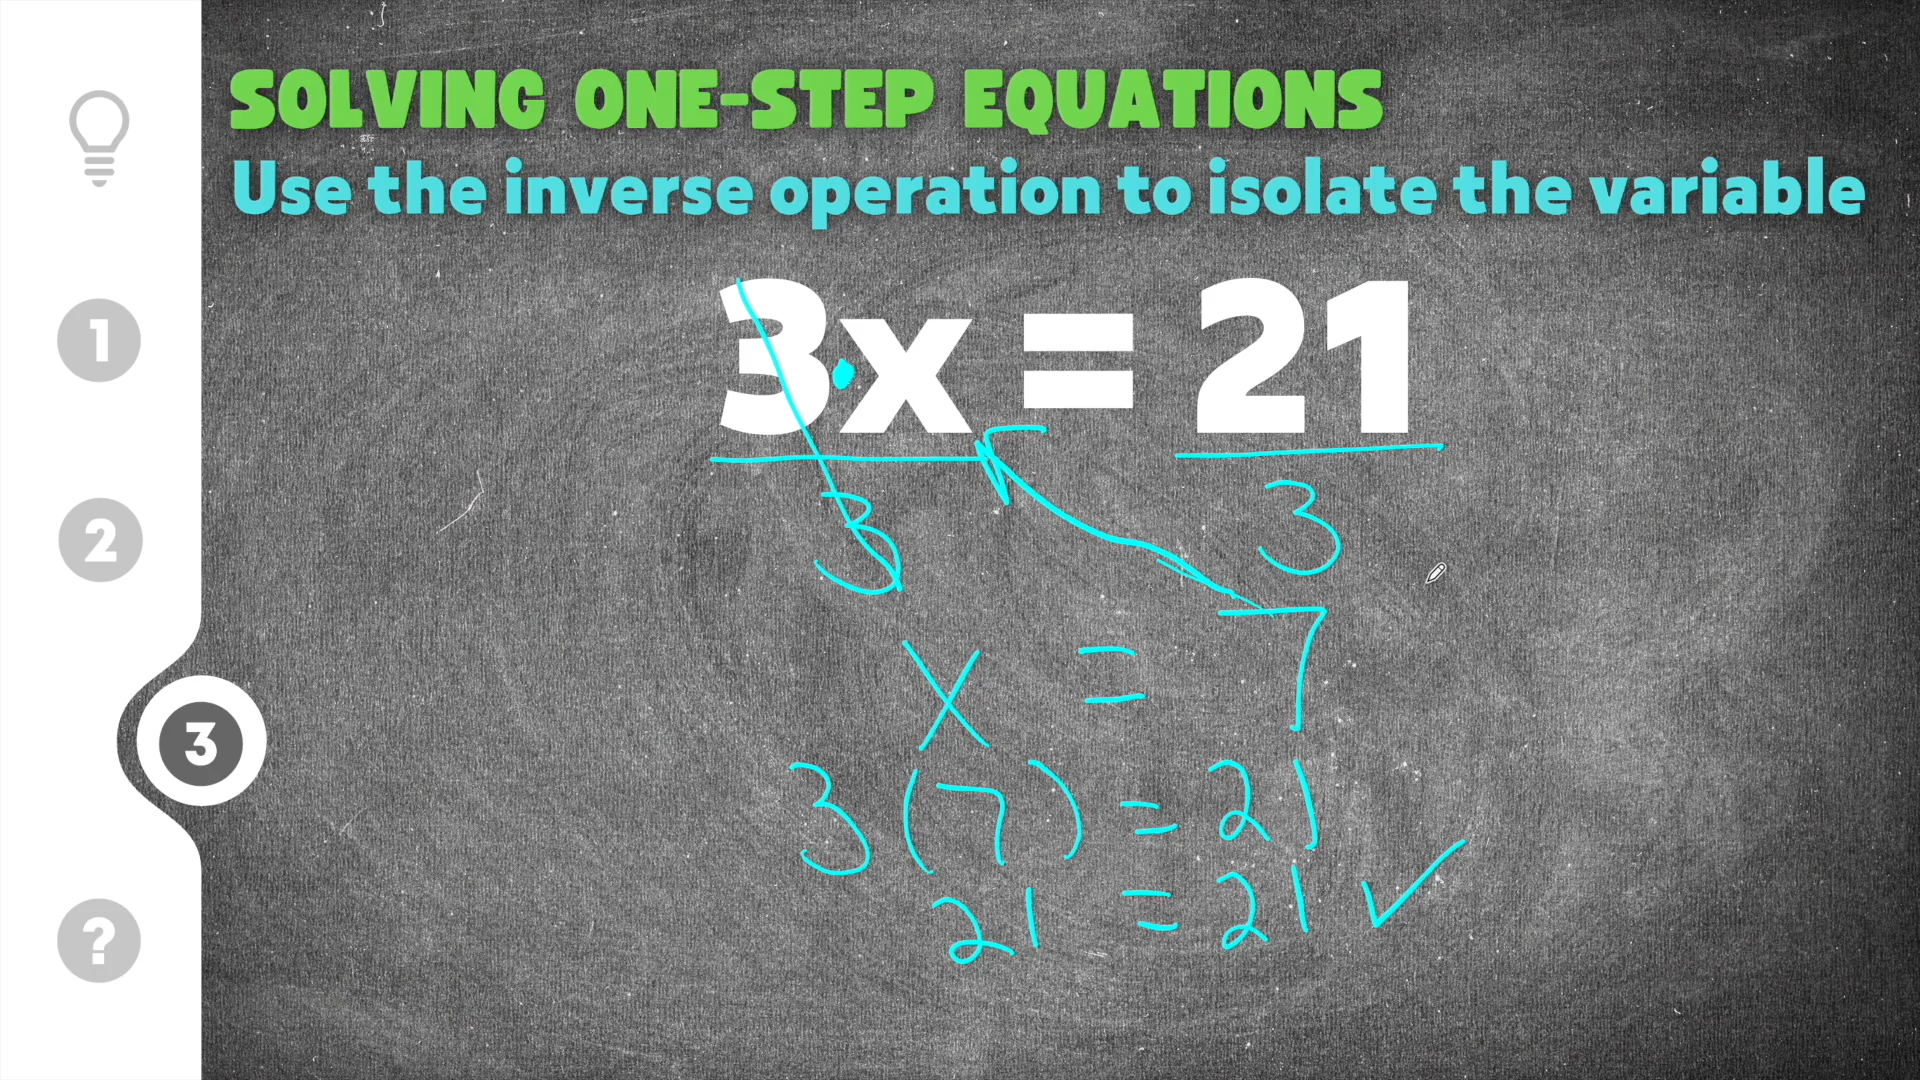 SOLVING ONE-STEP EQUATIONS
Use the inverse operation to isolate the variable
1
3·x = 21
3 3
2
x = 7
3
3(7) = 21
21 = 21 ✓
?